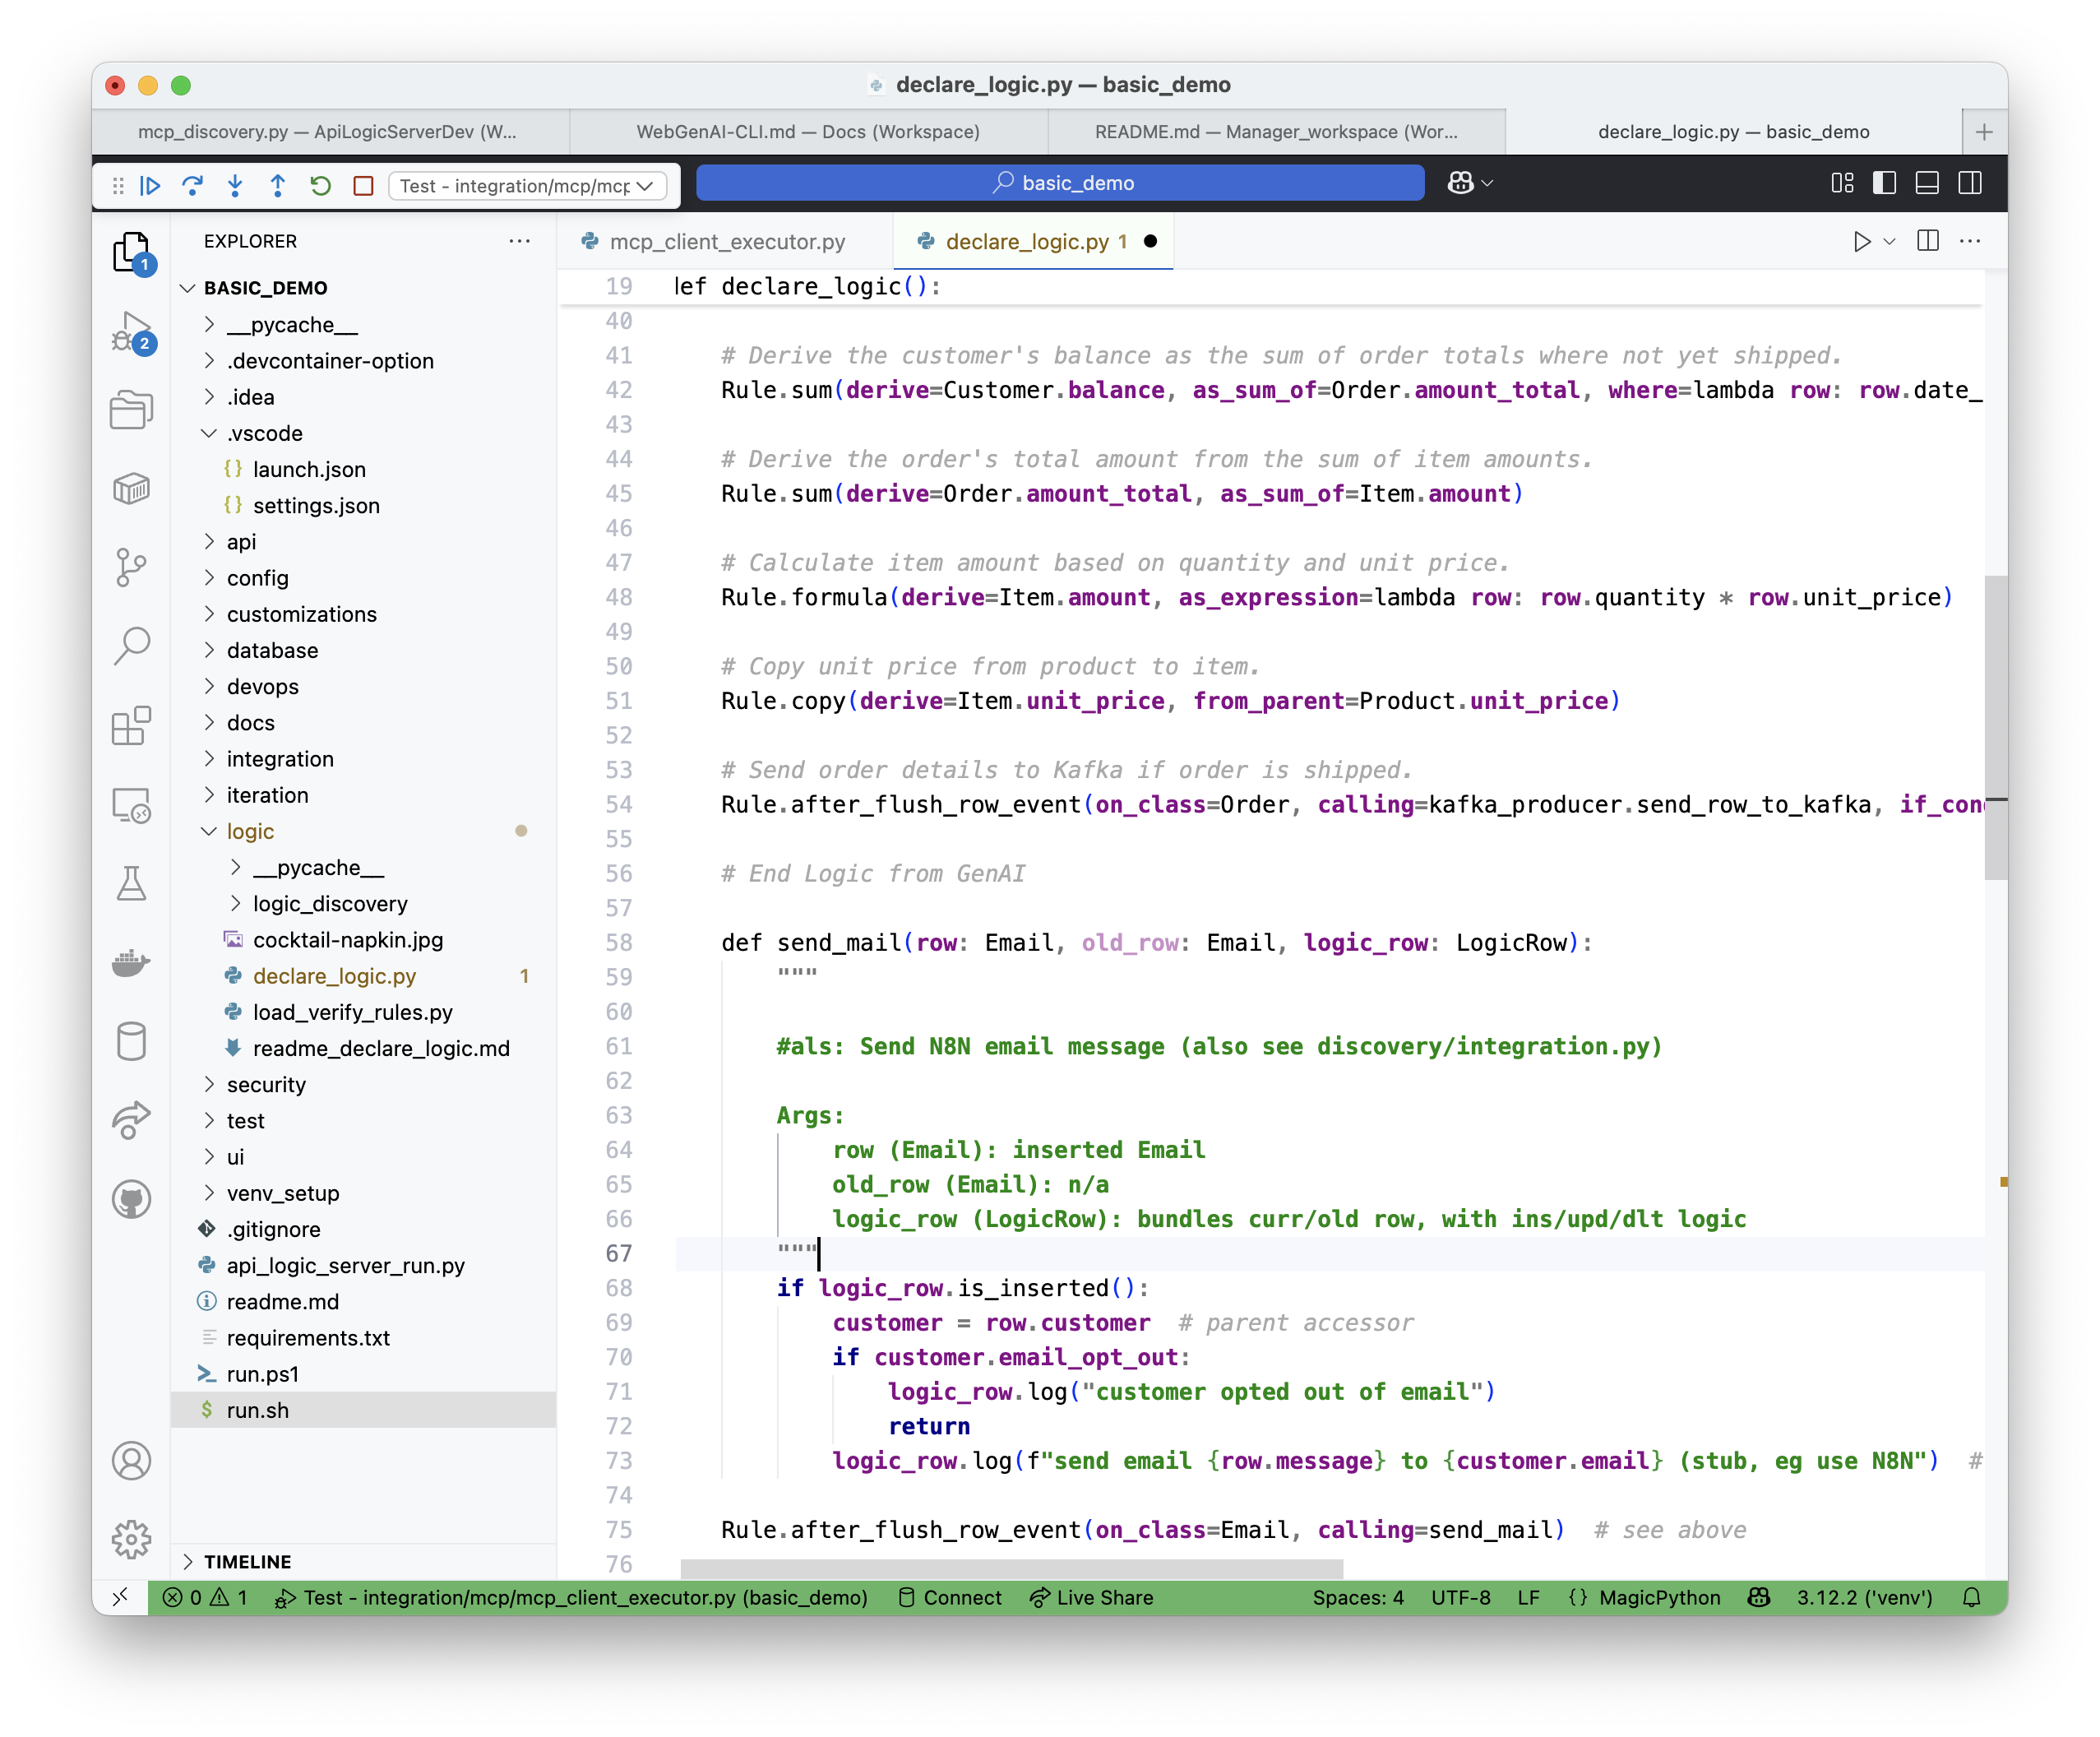 declare_logic.py — basic_demo
mcp_discovery.py — ApiLogicServerDev (W...
WebGenAI-CLI.md — Docs (Workspace)
README.md — Manager_workspace (Wor...
declare_logic.py — basic_demo
Test - integration/mcp/mcp
basic_demo
1
2
EXPLORER
BASIC_DEMO
__pycache__
.devcontainer-option
.idea
.vscode
{} launch.json
{} settings.json
api
config
customizations
database
devops
docs
integration
iteration
logic
__pycache__
logic_discovery
cocktail-napkin.jpg
declare_logic.py 1
load_verify_rules.py
readme_declare_logic.md
security
test
ui
venv_setup
.gitignore
api_logic_server_run.py
readme.md
requirements.txt
run.ps1
$ run.sh
TIMELINE
mcp_client_executor.py
declare_logic.py 1
19 def declare_logic():
40
41 # Derive the customer's balance as the sum of order totals where not yet shipped.
42 Rule.sum(derive=Customer.balance, as_sum_of=Order.amount_total, where=lambda row: row.date_
43
44 # Derive the order's total amount from the sum of item amounts.
45 Rule.sum(derive=Order.amount_total, as_sum_of=Item.amount)
46
47 # Calculate item amount based on quantity and unit price.
48 Rule.formula(derive=Item.amount, as_expression=lambda row: row.quantity * row.unit_price)
49
50 # Copy unit price from product to item.
51 Rule.copy(derive=Item.unit_price, from_parent=Product.unit_price)
52
53 # Send order details to Kafka if order is shipped.
54 Rule.after_flush_row_event(on_class=Order, calling=kafka_producer.send_row_to_kafka, if_con
55
56 # End Logic from GenAI
57
58 def send_mail(row: Email, old_row: Email, logic_row: LogicRow):
59 """
60
61 #als: Send N8N email message (also see discovery/integration.py)
62
63 Args:
64 row (Email): inserted Email
65 old_row (Email): n/a
66 logic_row (LogicRow): bundles curr/old row, with ins/upd/dlt logic
67 """
68 if logic_row.is_inserted():
69 customer = row.customer # parent accessor
70 if customer.email_opt_out:
71 logic_row.log("customer opted out of email")
72 return
73 logic_row.log(f"send email {row.message} to {customer.email} (stub, eg use N8N") #
74
75 Rule.after_flush_row_event(on_class=Email, calling=send_mail) # see above
76
0 1 Test - integration/mcp/mcp_client_executor.py (basic_demo) Connect Live Share Spaces: 4 UTF-8 LF {} MagicPython 3.12.2 ('venv')